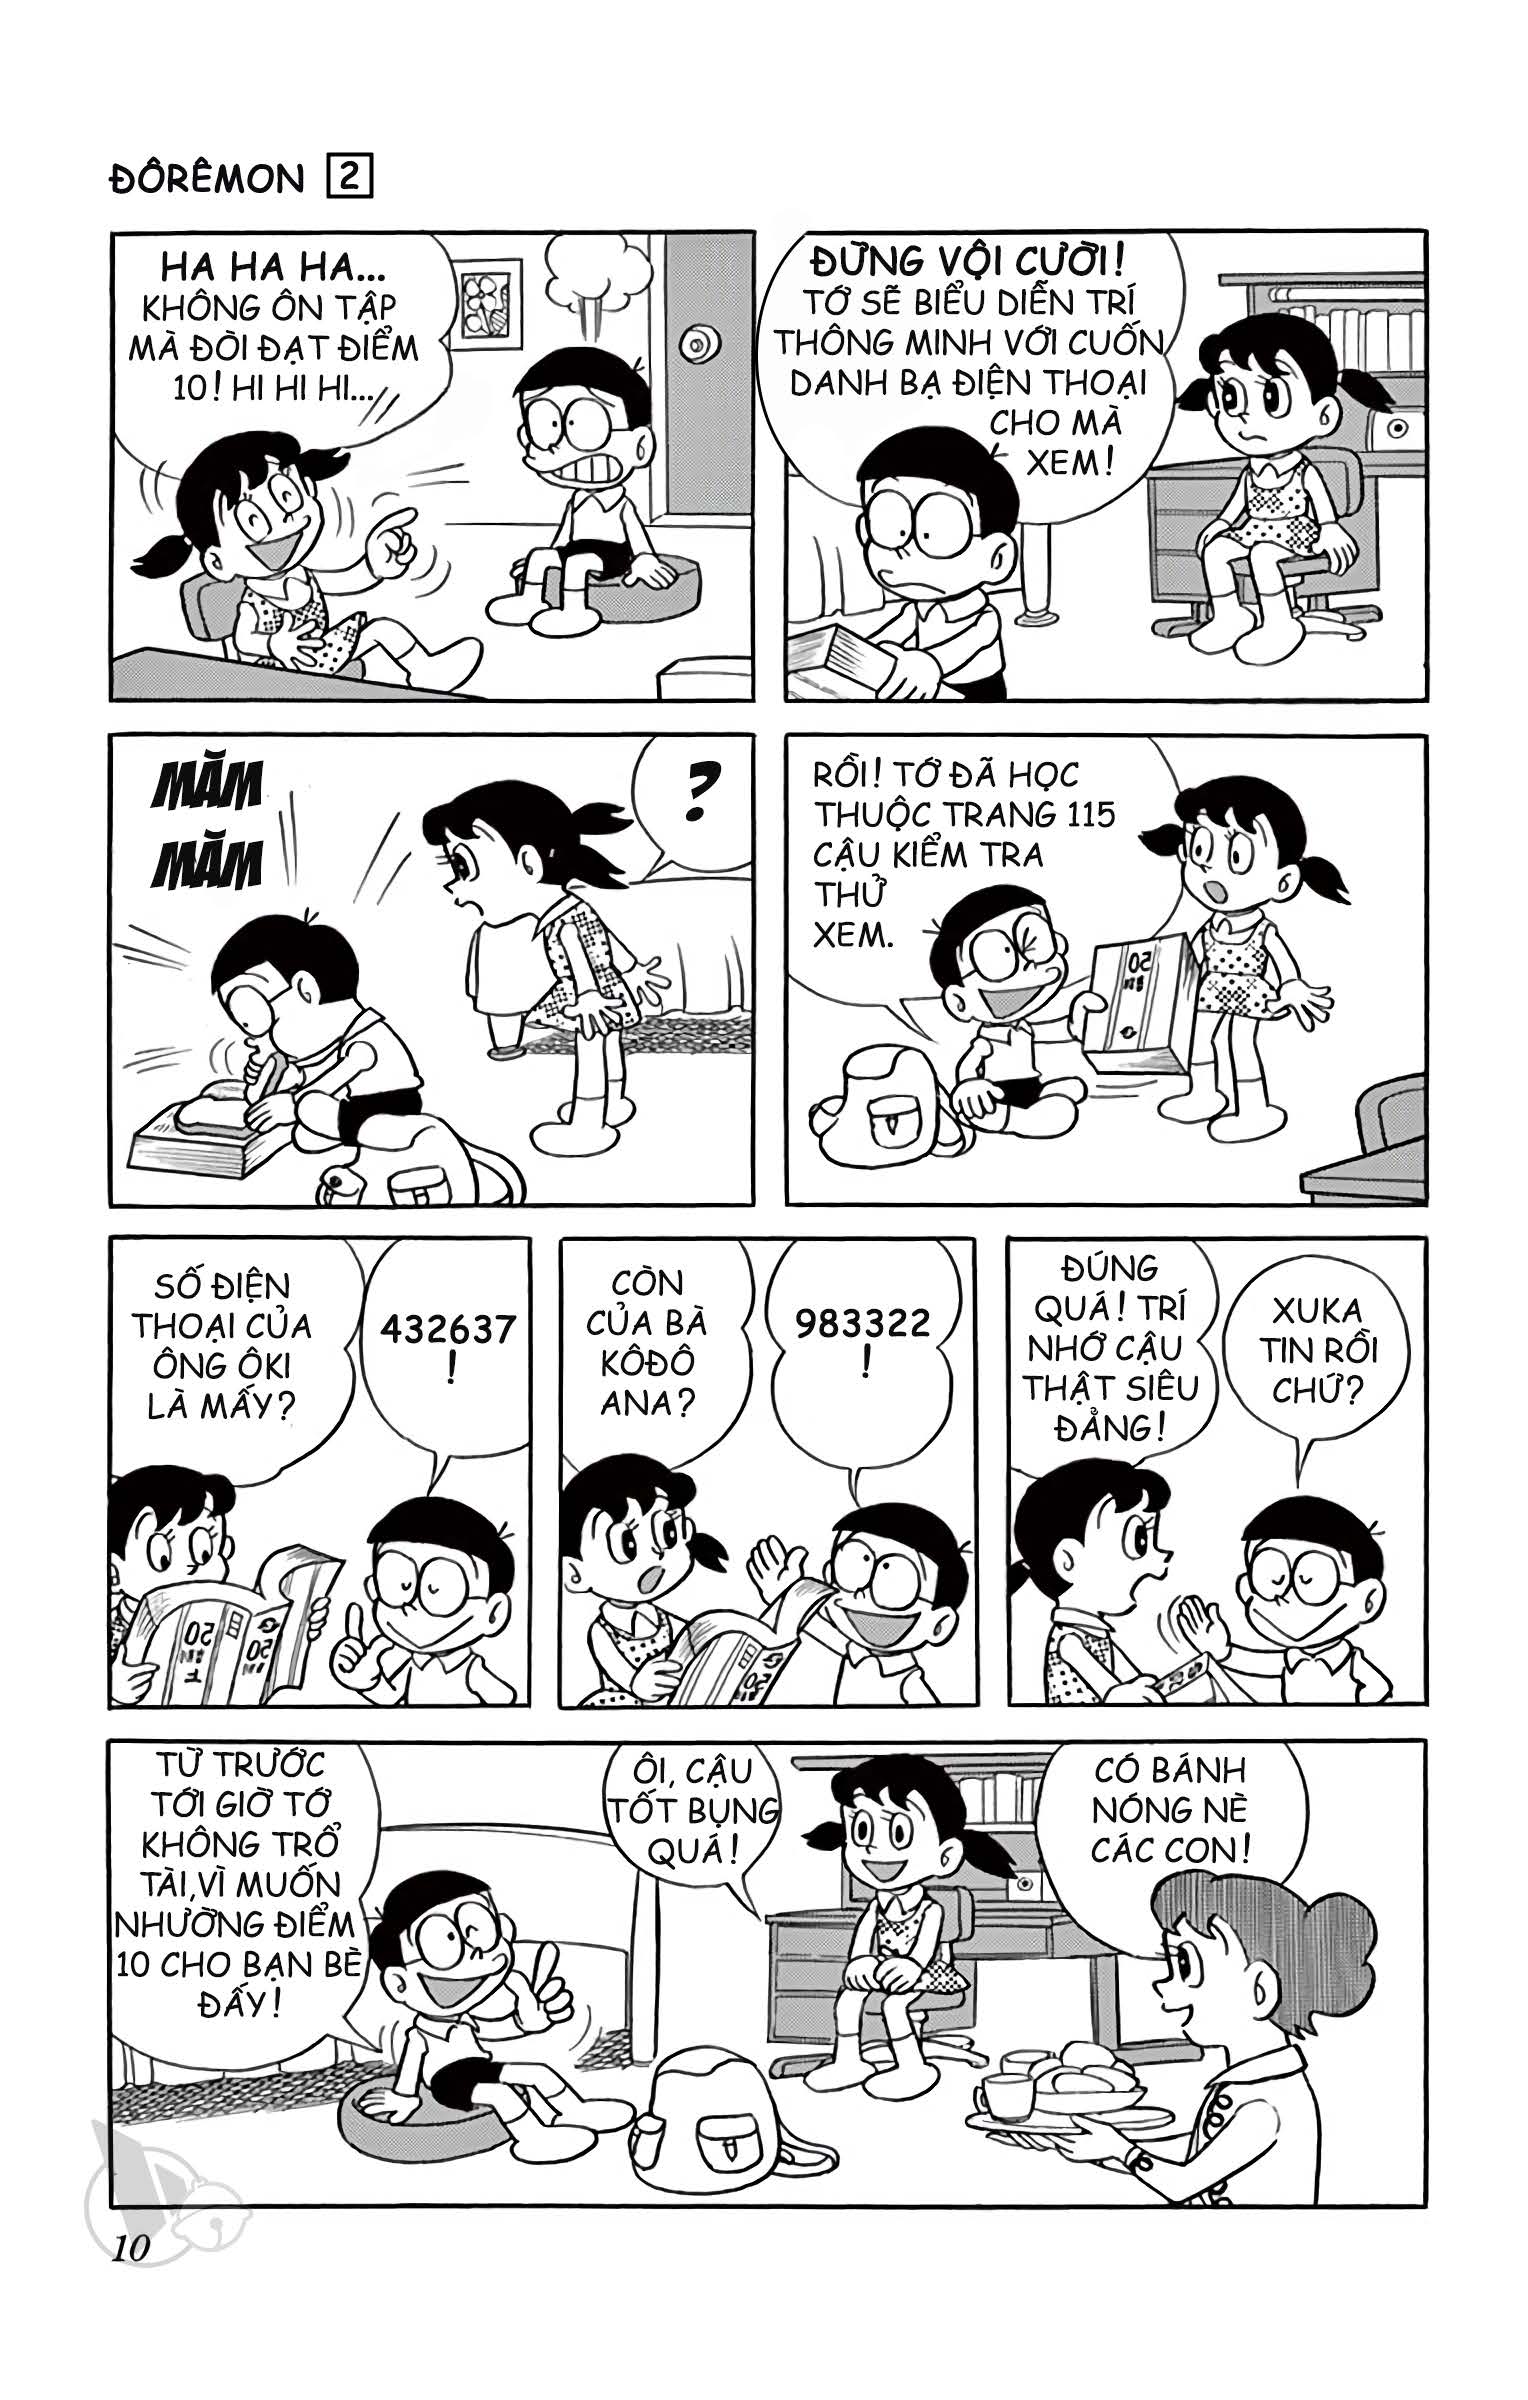 ĐÔRÊMON 2
HA HA HA...
KHÔNG ÔN TẬP
MÀ ĐÒI ĐẠT ĐIỂM
10! HI HI HI...
ĐỪNG VỘI CƯỜI!
TỚ SẼ BIỂU DIỄN TRÍ
THÔNG MINH VỚI CUỐN
DANH BẠ ĐIỆN THOẠI
CHO MÀ
XEM!
MĂM
MĂM
?
RỒI! TỚ ĐÃ HỌC
THUỘC TRANG 115
CẬU KIỂM TRA
THỬ
XEM.
50
SỐ ĐIỆN
THOẠI CỦA
ÔNG ÔKI
LÀ MẤY?
432637
!
50
50
CÒN
CỦA BÀ
KÔĐÔ
ANA?
983322
!
50
ĐÚNG
QUÁ! TRÍ
NHỚ CẬU
THẬT SIÊU
ĐẲNG!
XUKA
TIN RỒI
CHỨ?
TỪ TRƯỚC
TỚI GIỜ TỚ
KHÔNG TRỔ
TÀI,VÌ MUỐN
NHƯỜNG ĐIỂM
10 CHO BẠN BÈ
ĐẤY!
ÔI, CẬU
TỐT BỤNG
QUÁ!
CÓ BÁNH
NÓNG NÈ
CÁC CON!
10